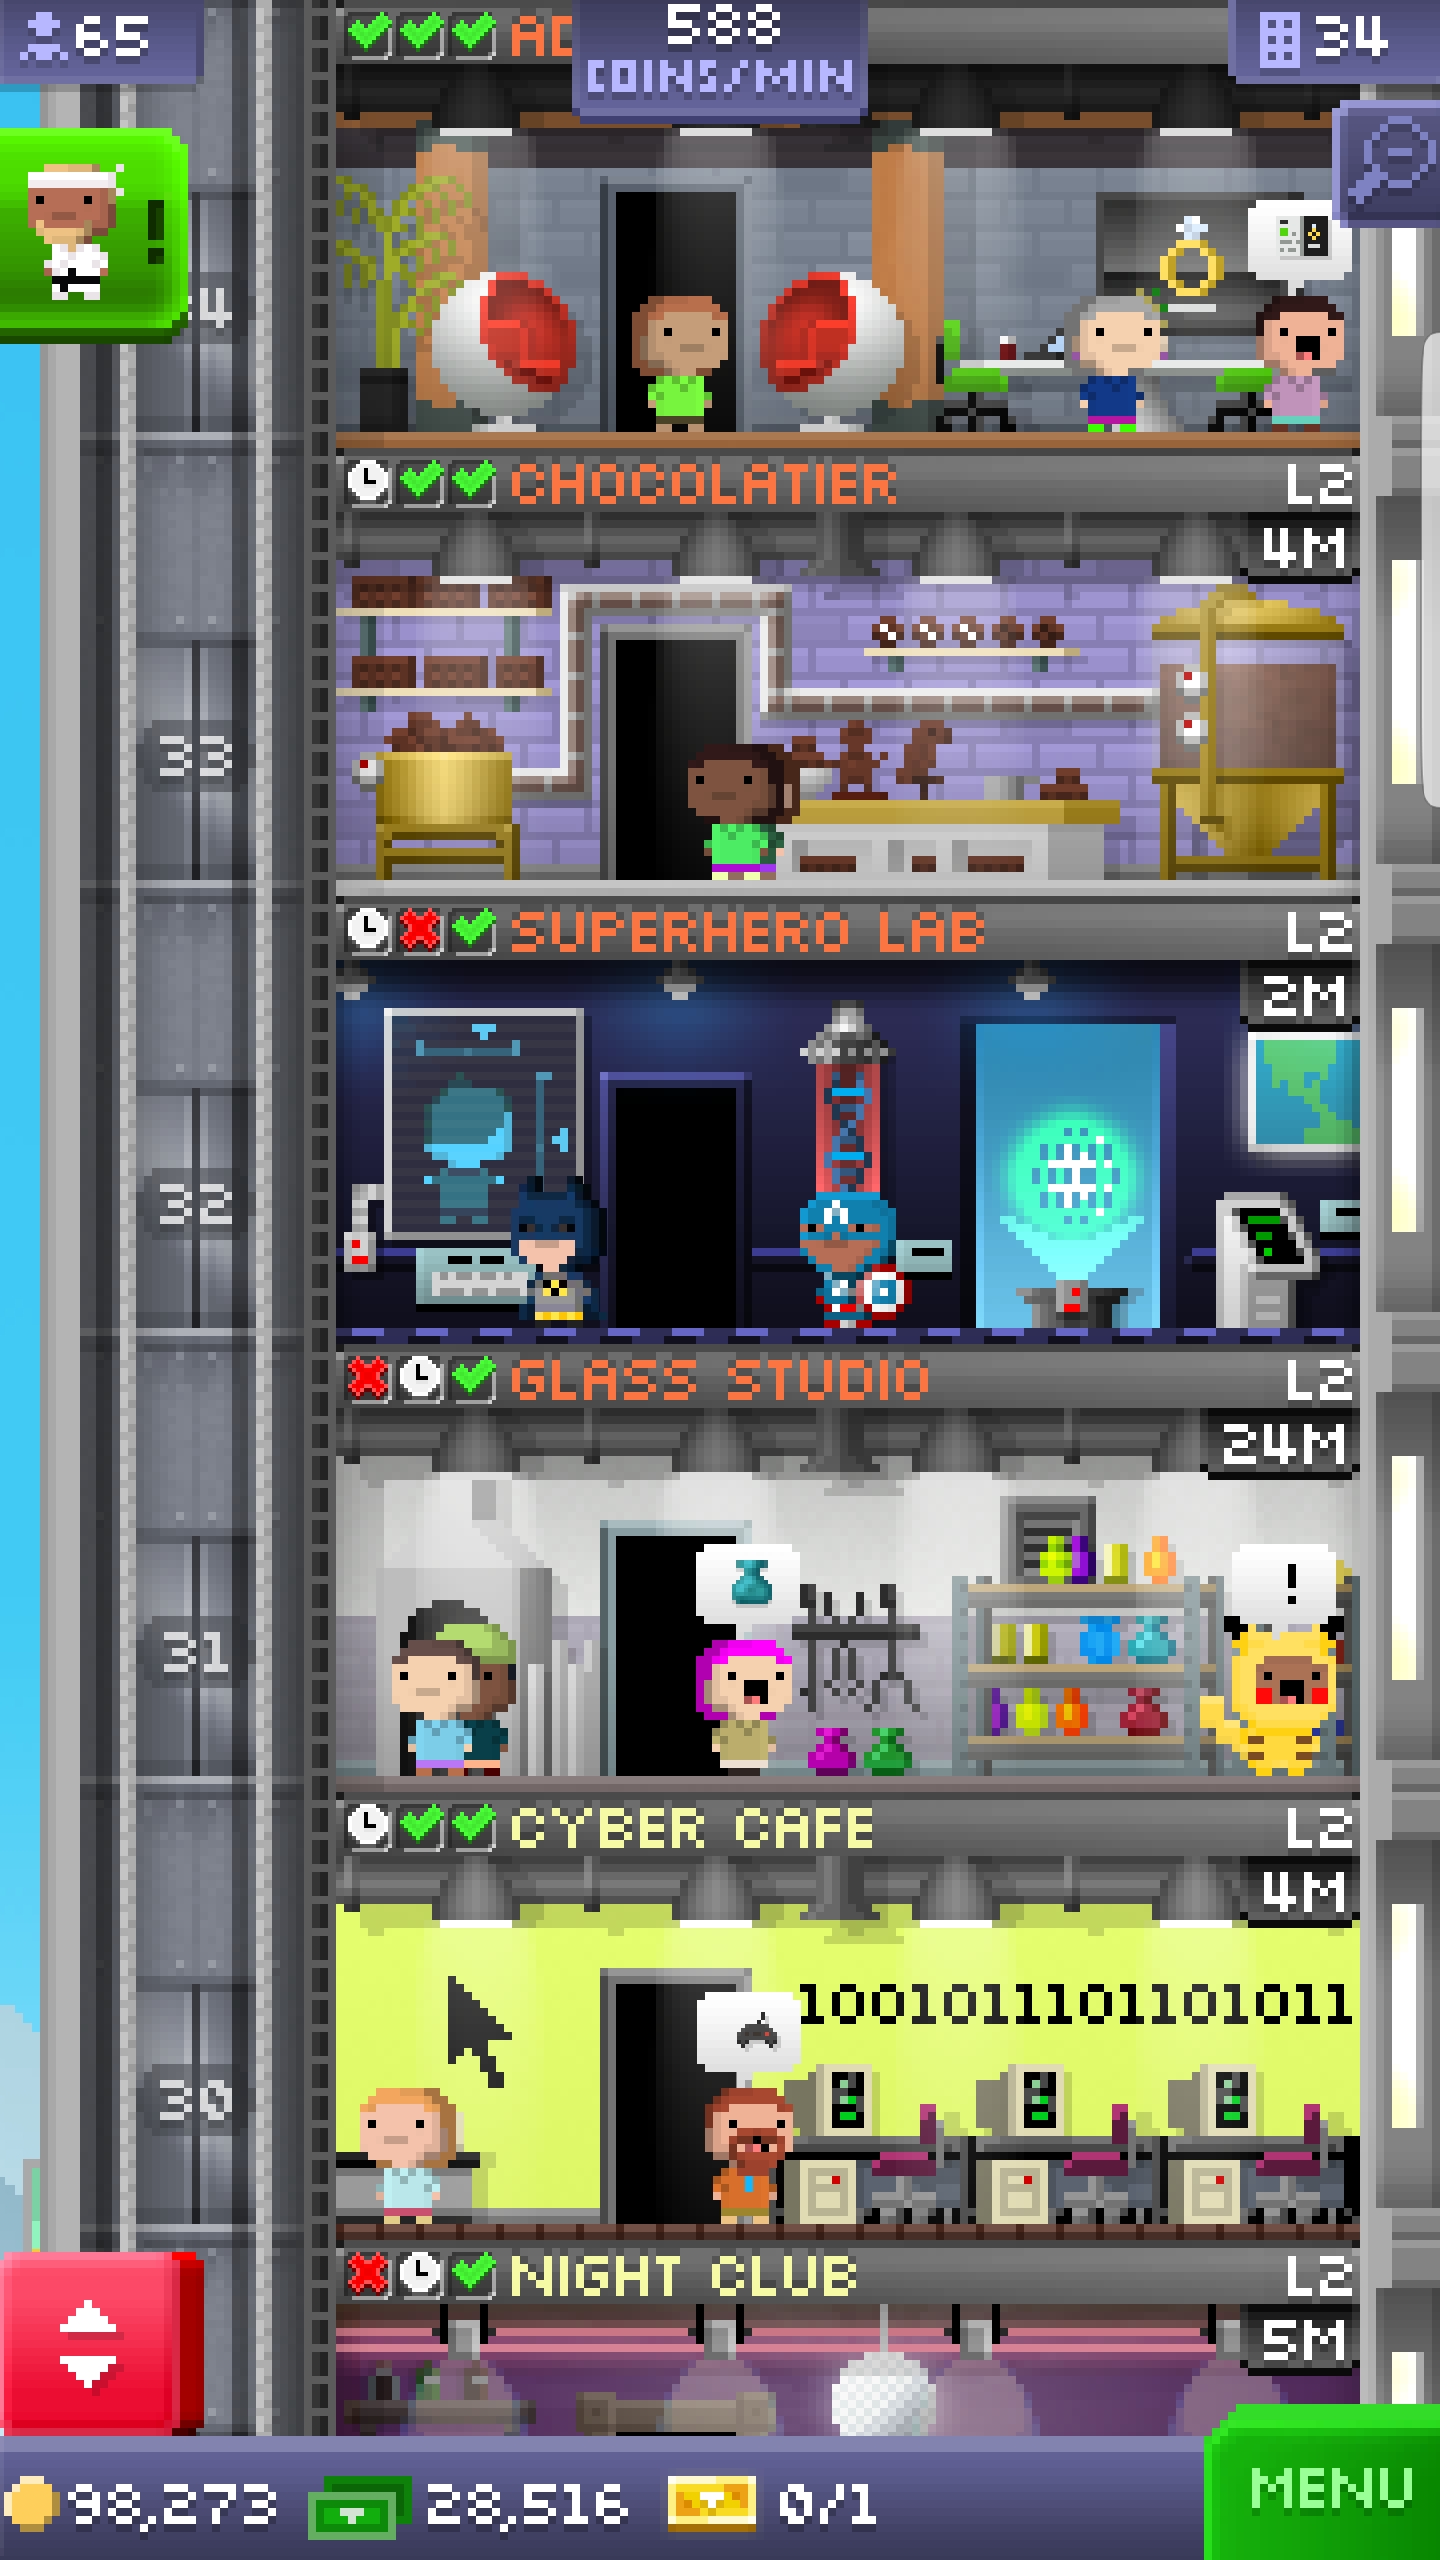 65
AD
588
COINS/MIN
34
4
CHOCOLATIER L2
4M
33
SUPERHERO LAB L2
2M
32
GLASS STUDIO L2
24M
!
31
CYBER CAFE L2
4M
1001011101101011
30
NIGHT CLUB L2
5M
98,273 28,516 0/1
MENU